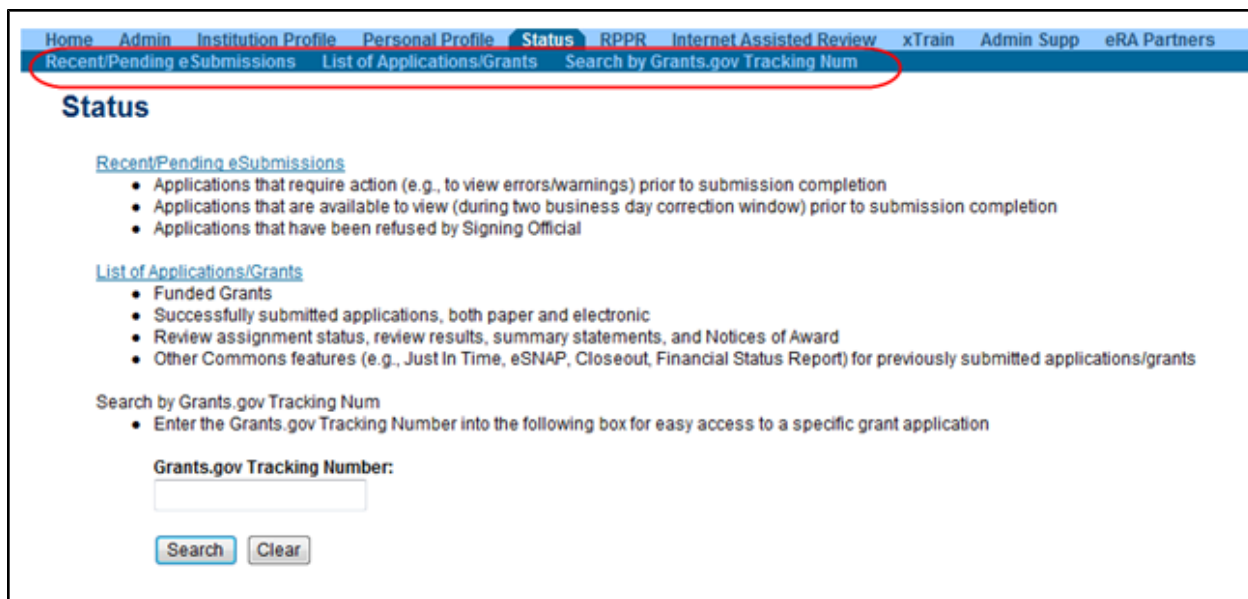 Home Admin Institution Profile Personal Profile Status RPPR Internet Assisted Review xTrain Admin Supp eRA Partners
Recent/Pending eSubmissions List of Applications/Grants Search by Grants.gov Tracking Num
Status
Recent/Pending eSubmissions
• Applications that require action (e.g., to view errors/warnings) prior to submission completion
• Applications that are available to view (during two business day correction window) prior to submission completion
• Applications that have been refused by Signing Official
List of Applications/Grants
• Funded Grants
• Successfully submitted applications, both paper and electronic
• Review assignment status, review results, summary statements, and Notices of Award
• Other Commons features (e.g., Just In Time, eSNAP, Closeout, Financial Status Report) for previously submitted applications/grants
Search by Grants.gov Tracking Num
• Enter the Grants.gov Tracking Number into the following box for easy access to a specific grant application
Grants.gov Tracking Number:
Search Clear